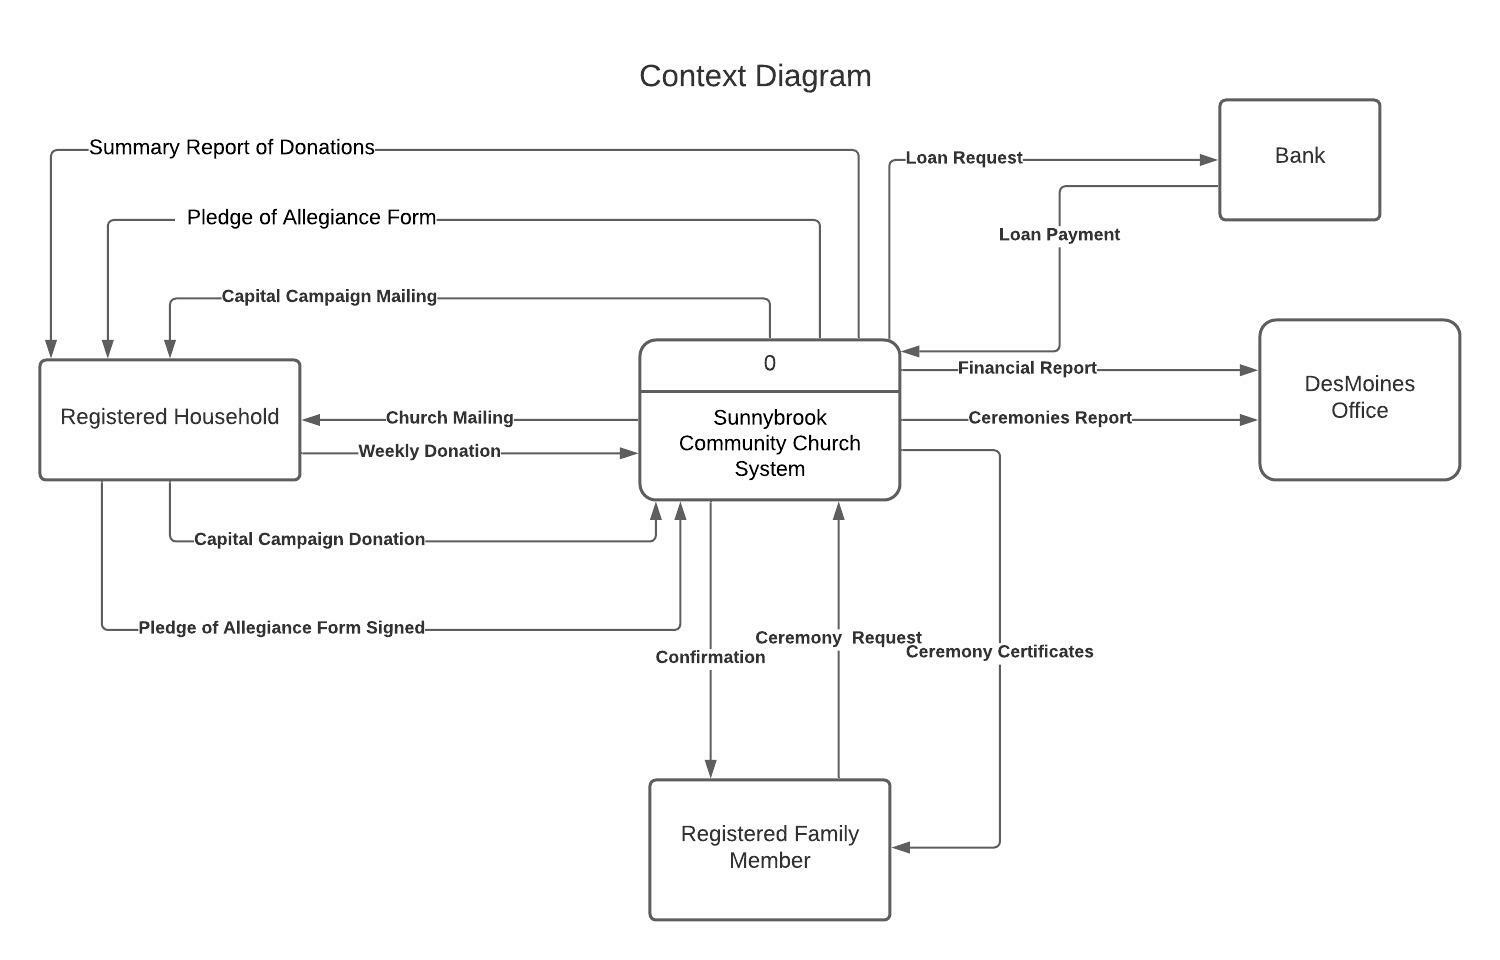 Context Diagram
Summary Report of Donations
Loan Request
Bank
Pledge of Allegiance Form
Loan Payment
Capital Campaign Mailing
0
Financial Report
DesMoines
Office
Registered Household
Church Mailing
Sunnybrook
Community Church
System
Ceremonies Report
Weekly Donation
Capital Campaign Donation
Pledge of Allegiance Form Signed
Confirmation
Ceremony  Request
Ceremony Certificates
Registered Family
Member